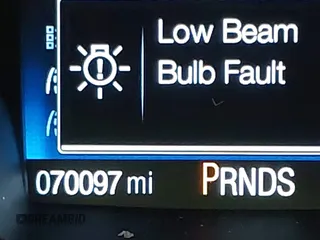 Low Beam
Bulb Fault
070097 mi PRNDS